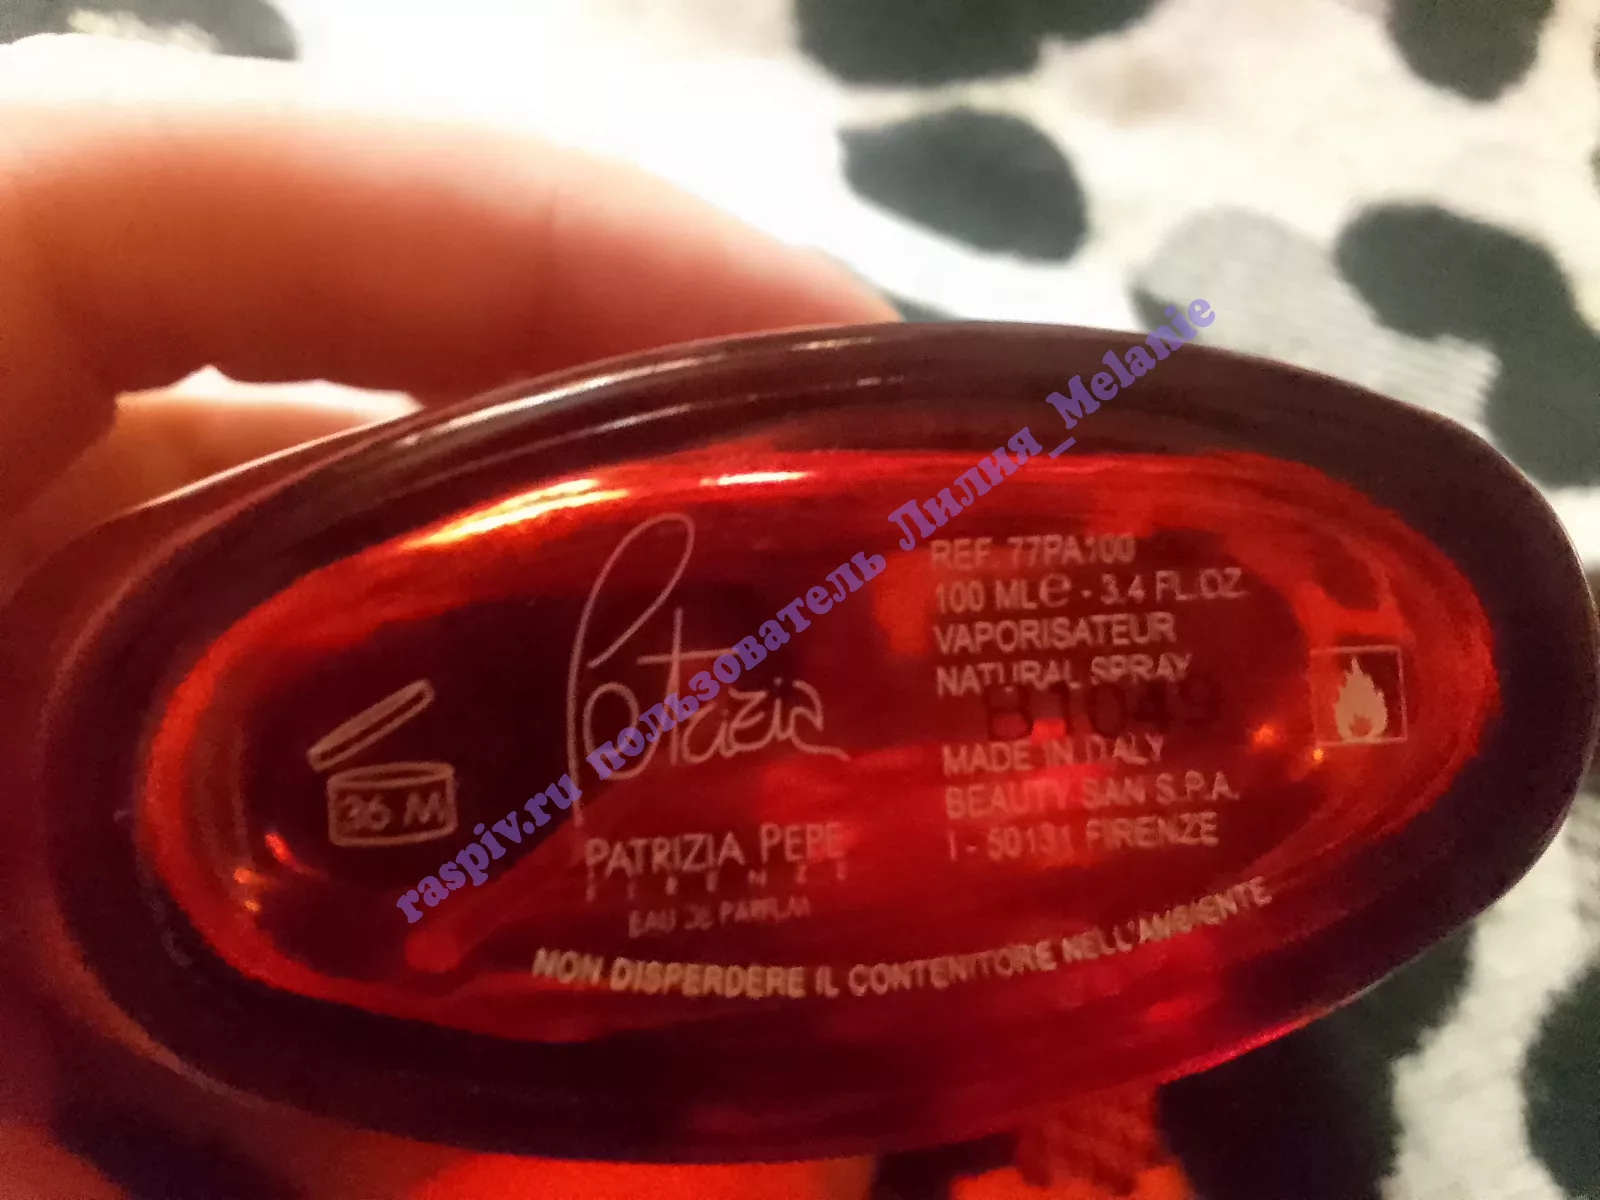 Patrizia
PATRIZIA PEPE
FIRENZE
EAU DE PARFUM
36 M
REF. 77PA100
100 ML e - 3.4 FL.OZ.
VAPORISATEUR
NATURAL SPRAY
B1049
MADE IN ITALY
BEAUTY SAN S.P.A.
I - 50131 FIRENZE
NON DISPERDERE IL CONTENITORE NELL'AMBIENTE
raspiv.ru пользователь Лилия_Melanie